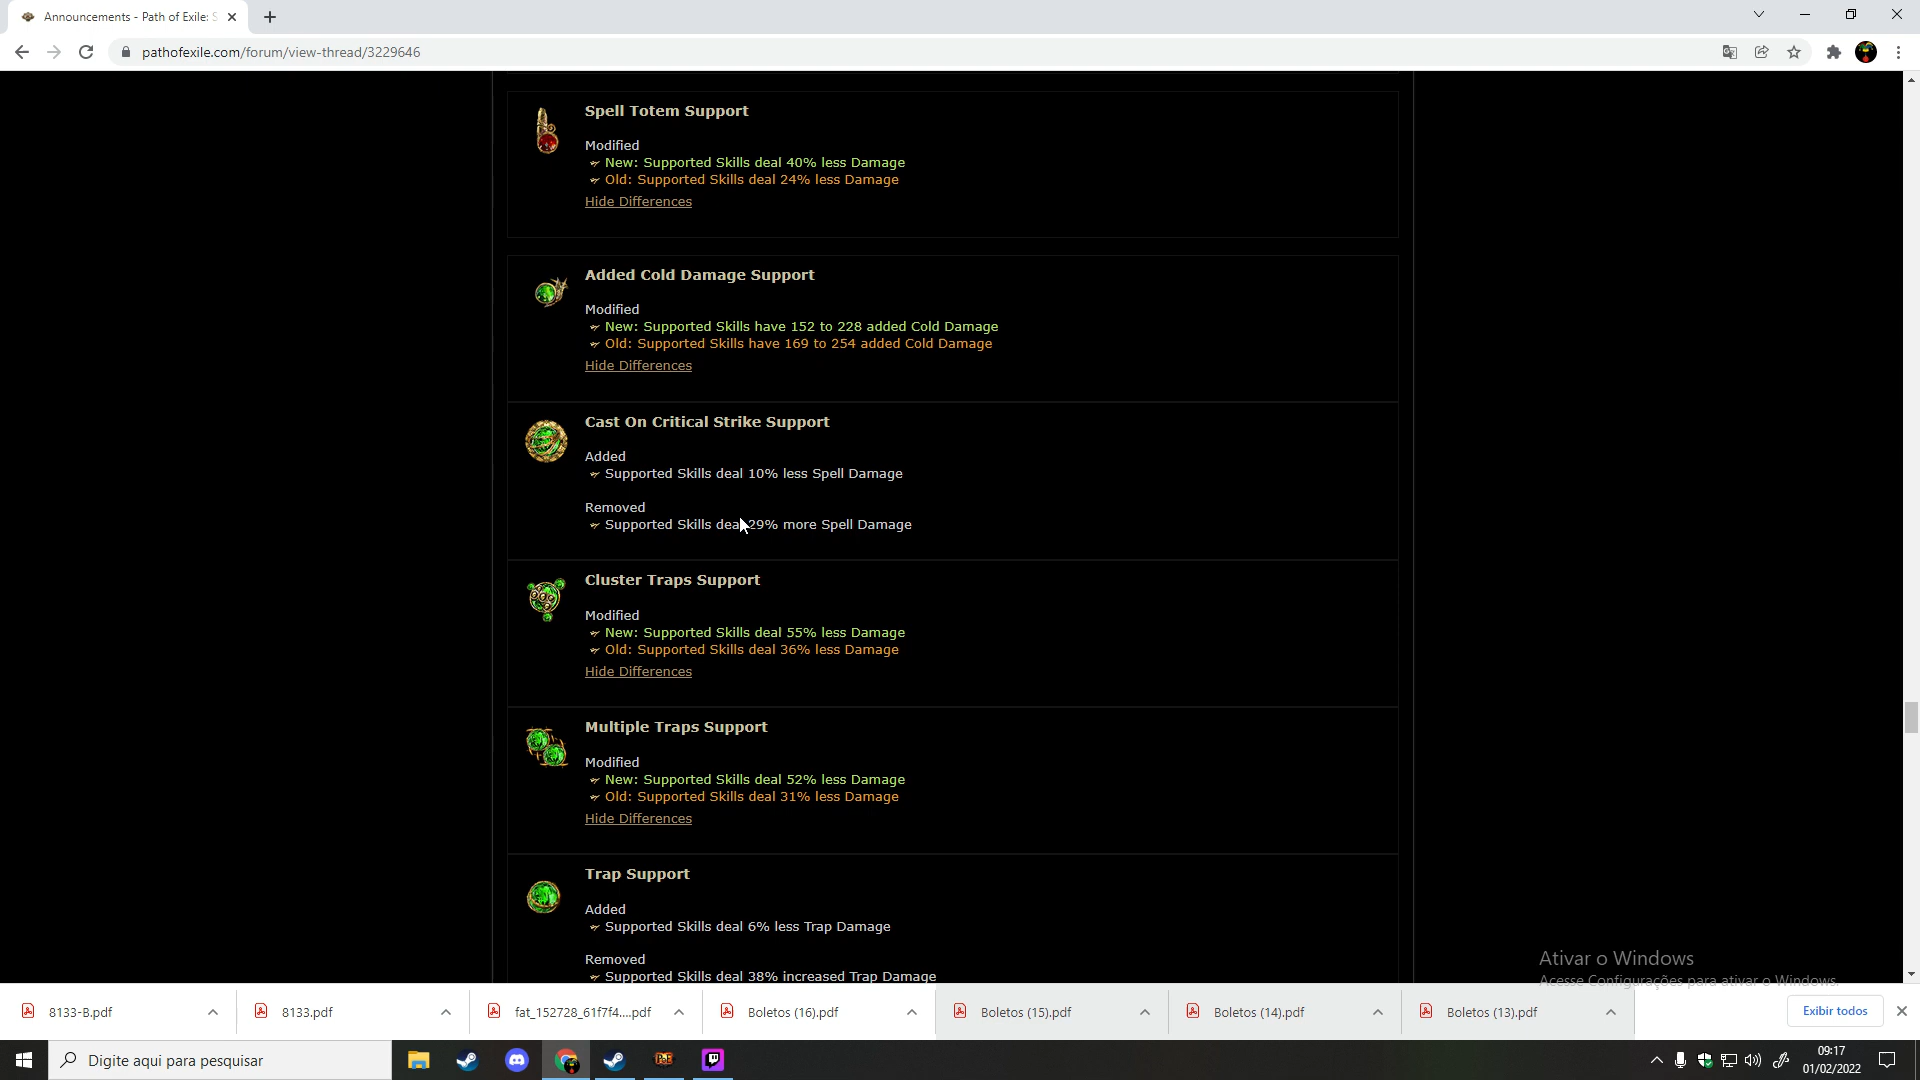 Announcements - Path of Exile: S
pathofexile.com/forum/view-thread/3229646
Spell Totem Support
Modified
New: Supported Skills deal 40% less Damage
Old: Supported Skills deal 24% less Damage
Hide Differences
Added Cold Damage Support
Modified
New: Supported Skills have 152 to 228 added Cold Damage
Old: Supported Skills have 169 to 254 added Cold Damage
Hide Differences
Cast On Critical Strike Support
Added
Supported Skills deal 10% less Spell Damage
Removed
Supported Skills deal 29% more Spell Damage
Cluster Traps Support
Modified
New: Supported Skills deal 55% less Damage
Old: Supported Skills deal 36% less Damage
Hide Differences
Multiple Traps Support
Modified
New: Supported Skills deal 52% less Damage
Old: Supported Skills deal 31% less Damage
Hide Differences
Trap Support
Added
Supported Skills deal 6% less Trap Damage
Removed
Supported Skills deal 38% increased Trap Damage
Ativar o Windows
Acesse Configurações para ativar o Windows.
8133-B.pdf
8133.pdf
fat_152728_61f7f4....pdf
Boletos (16).pdf
Boletos (15).pdf
Boletos (14).pdf
Boletos (13).pdf
Exibir todos
Digite aqui para pesquisar
PoE
09:17
01/02/2022